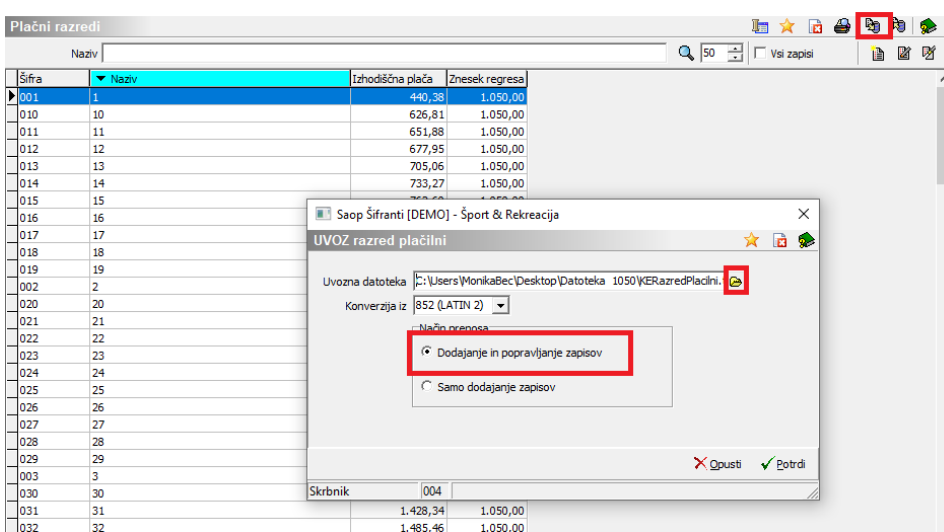 Plačni razredi
Naziv 50 Vsi zapisi
Šifra Naziv Izhodiščna plača Znesek regresa
001 1 440,38 1.050,00
010 10 626,81 1.050,00
011 11 651,88 1.050,00
012 12 677,95 1.050,00
013 13 705,06 1.050,00
014 14 733,27 1.050,00
015 15
016 16
017 17
018 18
019 19
002 2
020 20
021 21
022 22
023 23
024 24
025 25
026 26
027 27
028 28
029 29
003 3
030 30
031 31 1.428,34 1.050,00
032 32 1.485,46 1.050,00
Saop Šifranti [DEMO] - Šport & Rekreacija
UVOZ razred plačilni
Uvozna datoteka C:\Users\MonikaBec\Desktop\Datoteka 1050\KERazredPlacilni.
Konverzija iz 852 (LATIN 2)
Način prenosa
Dodajanje in popravljanje zapisov
Samo dodajanje zapisov
Opusti Potrdi
Skrbnik 004